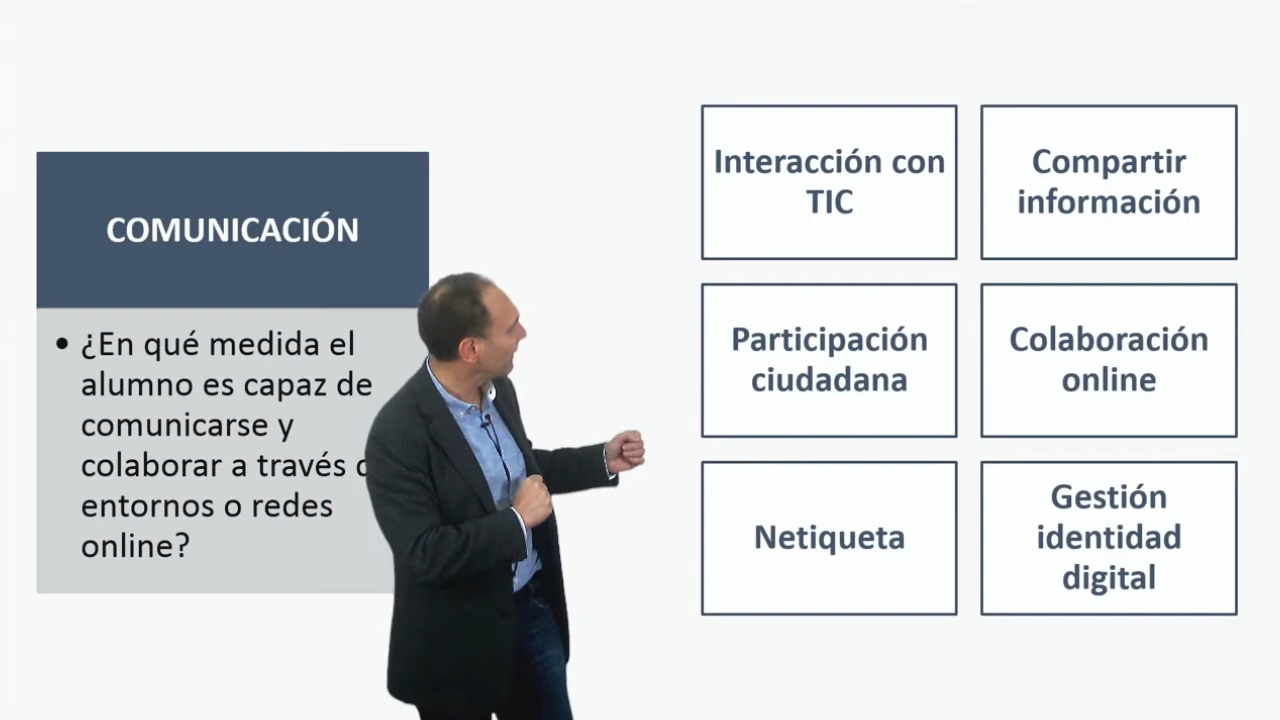 COMUNICACIÓN
• ¿En qué medida el
alumno es capaz de
comunicarse y
colaborar a través
entornos o redes
online?
Interacción con
TIC
Compartir
información
Participación
ciudadana
Colaboración
online
Netiqueta
Gestión
identidad
digital